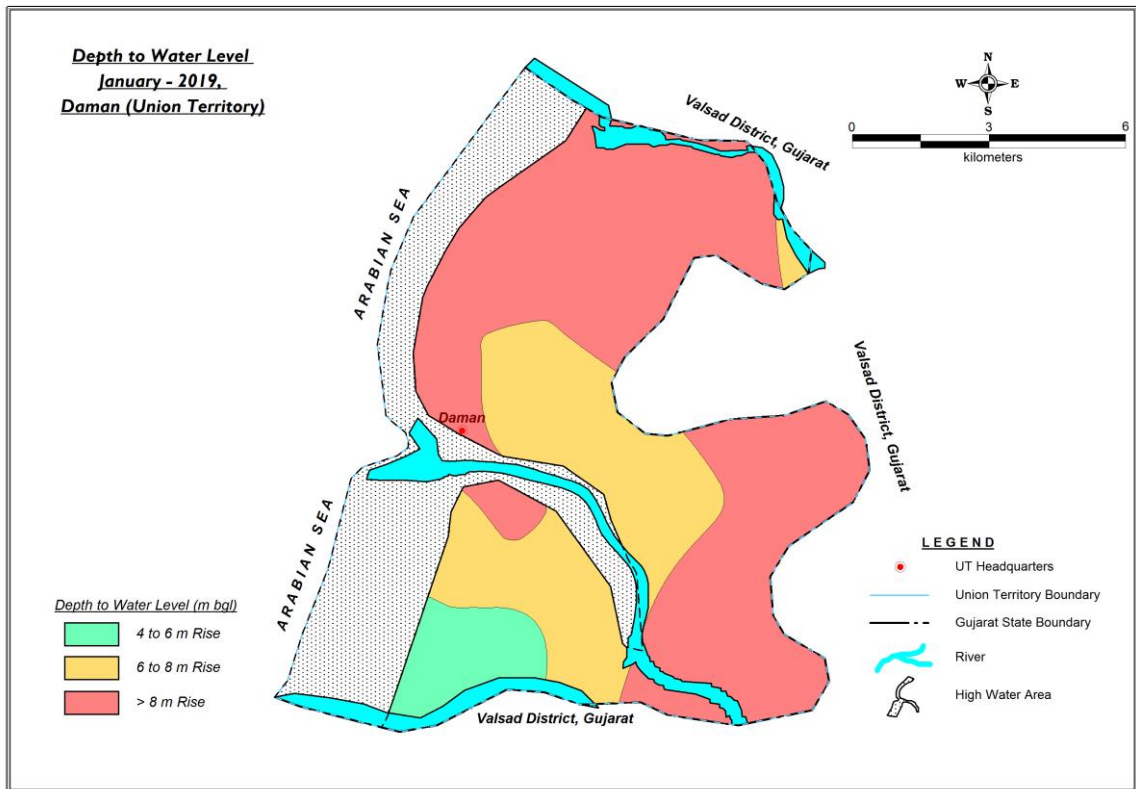 Depth to Water Level
January - 2019,
Daman (Union Territory)
N
W E
S
0 3 6
kilometers
Valsad District, Gujarat
ARABIAN SEA
Valsad District, Gujarat
Daman
ARABIAN SEA
LEGEND
UT Headquarters
Union Territory Boundary
Gujarat State Boundary
River
High Water Area
Depth to Water Level (m bgl)
4 to 6 m Rise
6 to 8 m Rise
> 8 m Rise
Valsad District, Gujarat